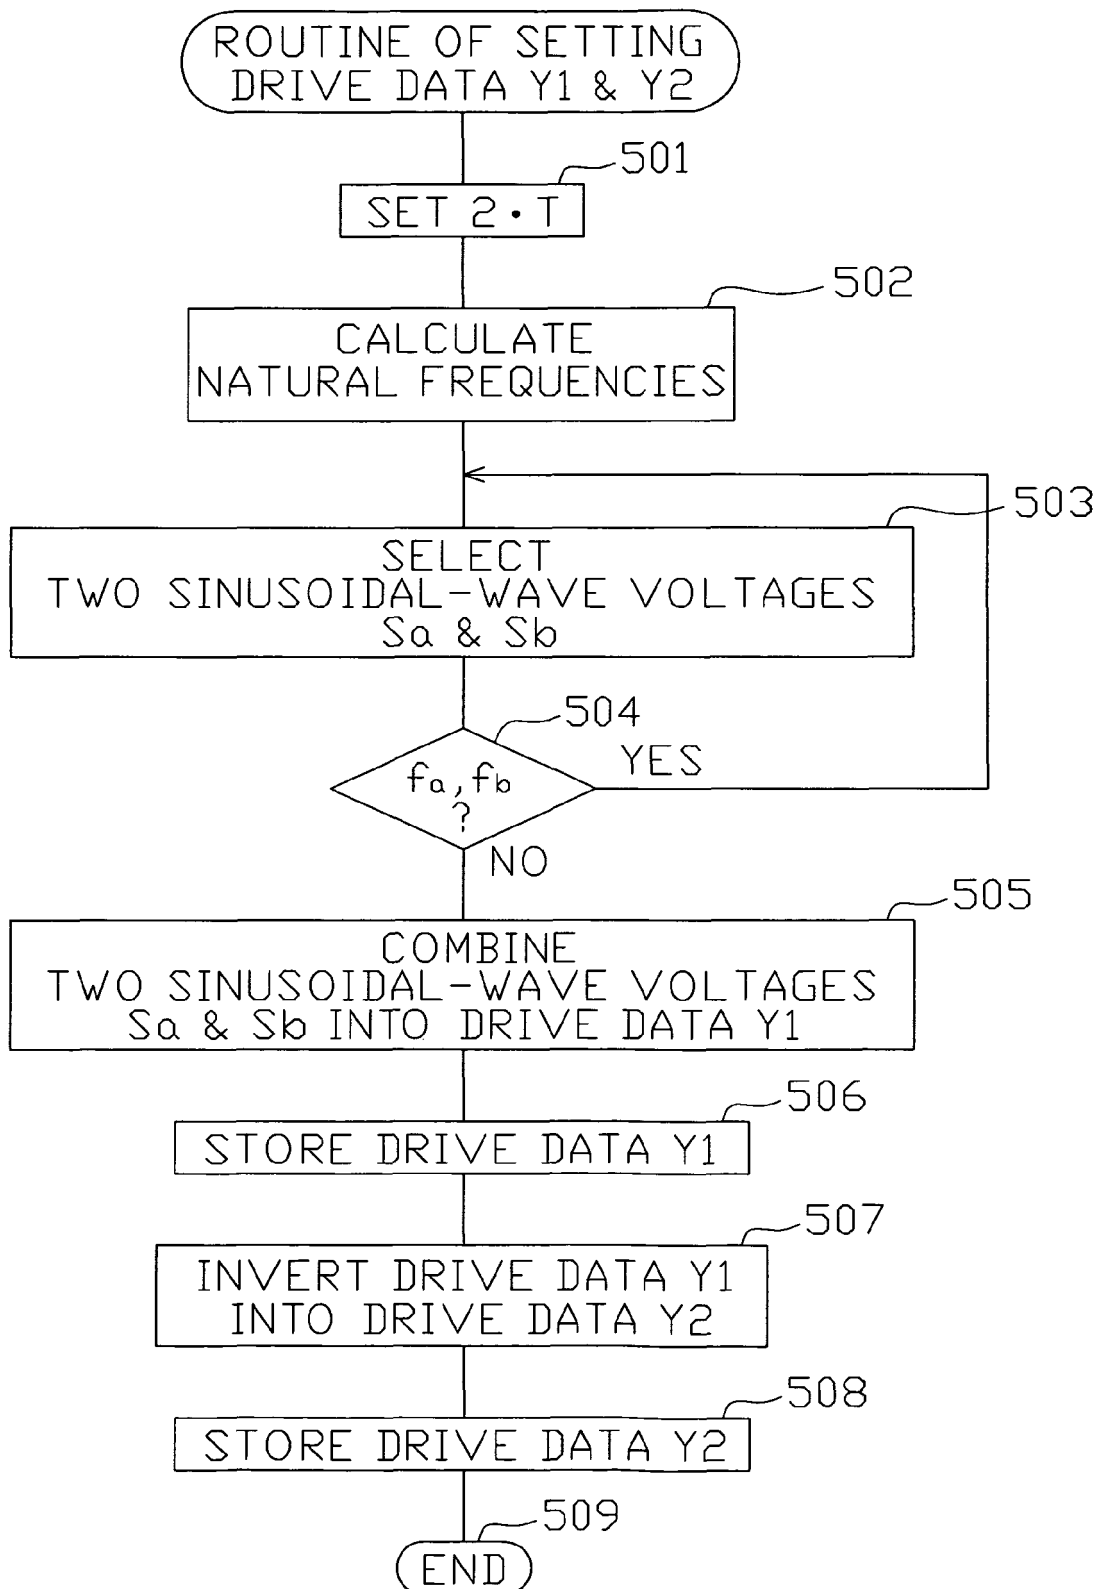 ROUTINE OF SETTING
DRIVE DATA Y1 & Y2
501
SET 2・T
502
CALCULATE
NATURAL FREQUENCIES
503
SELECT
TWO SINUSOIDAL-WAVE VOLTAGES
Sa & Sb
504
fa, fb
?
YES
NO
505
COMBINE
TWO SINUSOIDAL-WAVE VOLTAGES
Sa & Sb INTO DRIVE DATA Y1
506
STORE DRIVE DATA Y1
507
INVERT DRIVE DATA Y1
INTO DRIVE DATA Y2
508
STORE DRIVE DATA Y2
509
END